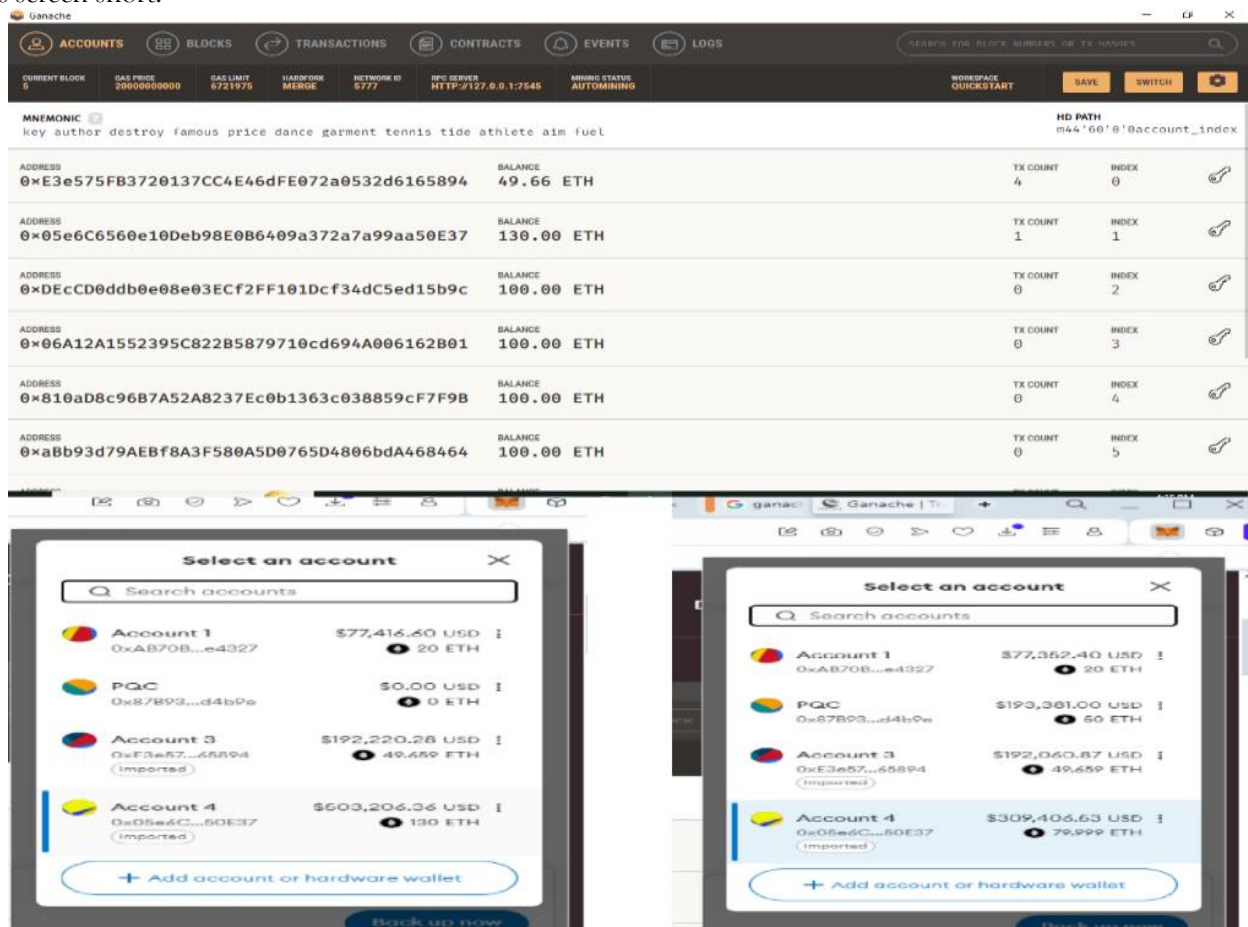 s screen short.
Ganache
ACCOUNTS BLOCKS TRANSACTIONS CONTRACTS EVENTS LOGS SEARCH FOR BLOCK NUMBERS OR TX HASHES
CURRENT BLOCK GAS PRICE GAS LIMIT HARDFORK NETWORK ID RPC SERVER MINING STATUS WORKSPACE SAVE SWITCH
5 20000000000 6721975 MERGE 5777 HTTP://127.0.0.1:7545 AUTOMINING QUICKSTART
MNEMONIC ? HD PATH
key author destroy famous price dance garment tennis tide athlete aim fuel m44'60'0'0account_index
ADDRESS BALANCE TX COUNT INDEX
0×E3e575FB3720137CC4E46dFE072a0532d6165894 49.66 ETH 4 0
ADDRESS BALANCE TX COUNT INDEX
0×05e6C6560e10Deb98E0B6409a372a7a99aa50E37 130.00 ETH 1 1
ADDRESS BALANCE TX COUNT INDEX
0×DEcCD0ddb0e08e03ECf2FF101Dcf34dC5ed15b9c 100.00 ETH 0 2
ADDRESS BALANCE TX COUNT INDEX
0×06A12A1552395C822B5879710cd694A006162B01 100.00 ETH 0 3
ADDRESS BALANCE TX COUNT INDEX
0×810aD8c96B7A52A8237Ec0b1363c038859cF7F9B 100.00 ETH 0 4
ADDRESS BALANCE TX COUNT INDEX
0×aBb93d79AEBf8A3F580A5D0765D4806bdA468464 100.00 ETH 0 5
Select an account
Search accounts
Account 1 $77,416.60 USD
0xAB70B...e4327 20 ETH
PQC $0.00 USD
0x87B93...d4b9e 0 ETH
Account 3 $192,220.28 USD
0xE3e57...65894 49.659 ETH
(Imported)
Account 4 $503,206.36 USD
0x05e6C...50E37 130 ETH
(Imported)
+ Add account or hardware wallet
Back up now
ganac Ganache | Tr +
Select an account
Search accounts
Account 1 $77,352.40 USD
0xAB70B...e4327 20 ETH
PQC $193,381.00 USD
0x87B93...d4b9e 50 ETH
Account 3 $192,060.87 USD
0xE3e57...65894 49.659 ETH
(Imported)
Account 4 $309,406.53 USD
0x05e6C...50E37 79.999 ETH
(Imported)
+ Add account or hardware wallet